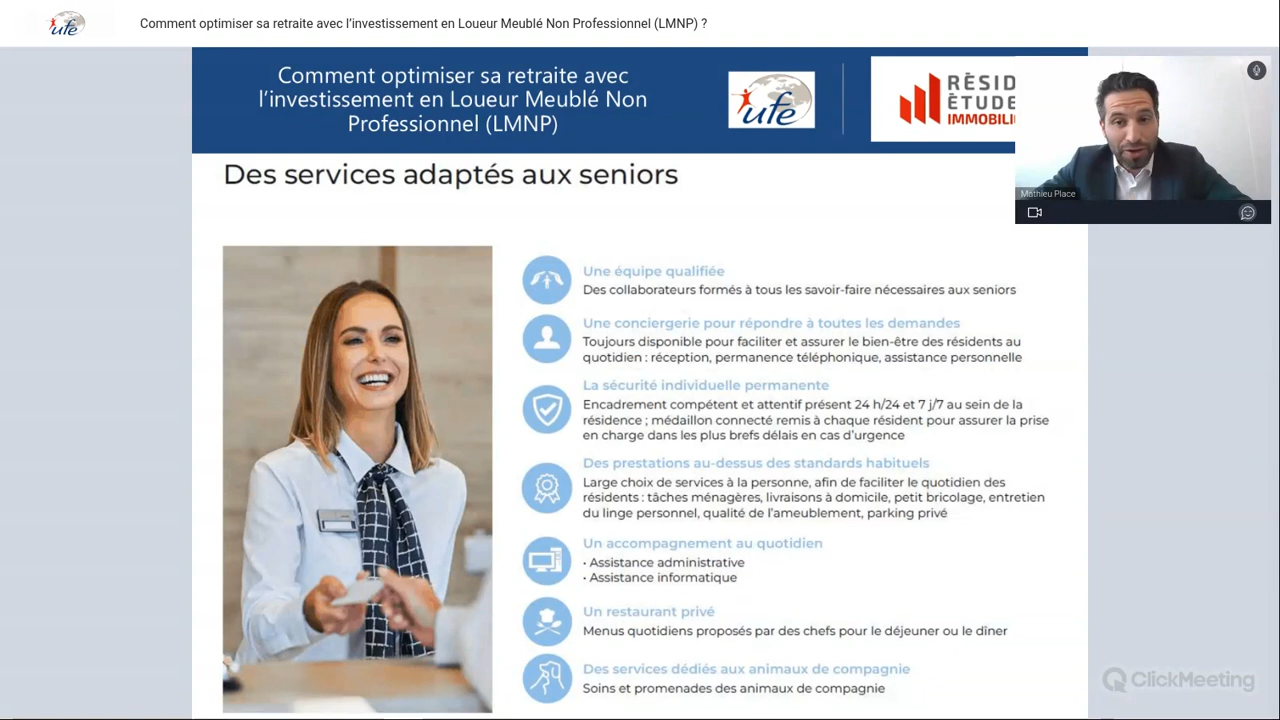 ufe
Comment optimiser sa retraite avec l’investissement en Loueur Meublé Non Professionnel (LMNP) ?
Comment optimiser sa retraite avec
l’investissement en Loueur Meublé Non
Professionnel (LMNP)
ufe
RÉSID
ÉTUDE
IMMOBILI
Mathieu Place
Des services adaptés aux seniors
Une équipe qualifiée
Des collaborateurs formés à tous les savoir-faire nécessaires aux seniors
Une conciergerie pour répondre à toutes les demandes
Toujours disponible pour faciliter et assurer le bien-être des résidents au
quotidien : réception, permanence téléphonique, assistance personnelle
La sécurité individuelle permanente
Encadrement compétent et attentif présent 24 h/24 et 7 j/7 au sein de la
résidence ; médaillon connecté remis à chaque résident pour assurer la prise
en charge dans les plus brefs délais en cas d’urgence
Des prestations au-dessus des standards habituels
Large choix de services à la personne, afin de faciliter le quotidien des
résidents : tâches ménagères, livraisons à domicile, petit bricolage, entretien
du linge personnel, qualité de l’ameublement, parking privé
Un accompagnement au quotidien
• Assistance administrative
• Assistance informatique
Un restaurant privé
Menus quotidiens proposés par des chefs pour le déjeuner ou le dîner
Des services dédiés aux animaux de compagnie
Soins et promenades des animaux de compagnie
ClickMeeting